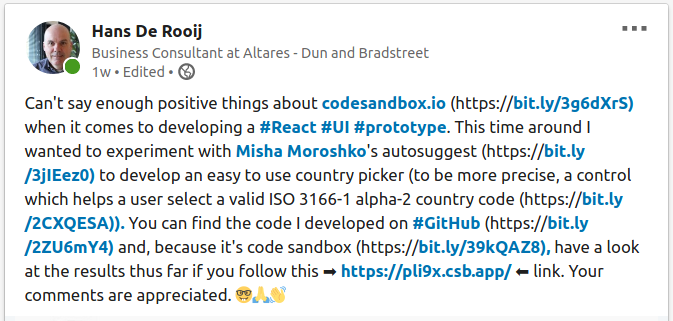 Hans De Rooij
Business Consultant at Altares - Dun and Bradstreet
1w • Edited •
Can't say enough positive things about codesandbox.io (https://bit.ly/3g6dXrS)
when it comes to developing a #React #UI #prototype. This time around I
wanted to experiment with Misha Moroshko's autosuggest (https://bit.ly
/3jIEez0) to develop an easy to use country picker (to be more precise, a control
which helps a user select a valid ISO 3166-1 alpha-2 country code (https://bit.ly
/2CXQESA)). You can find the code I developed on #GitHub (https://bit.ly
/2ZU6mY4) and, because it's code sandbox (https://bit.ly/39kQAZ8), have a look
at the results thus far if you follow this ➡ https://pli9x.csb.app/ ⬅ link. Your
comments are appreciated. 🤓🙏👏